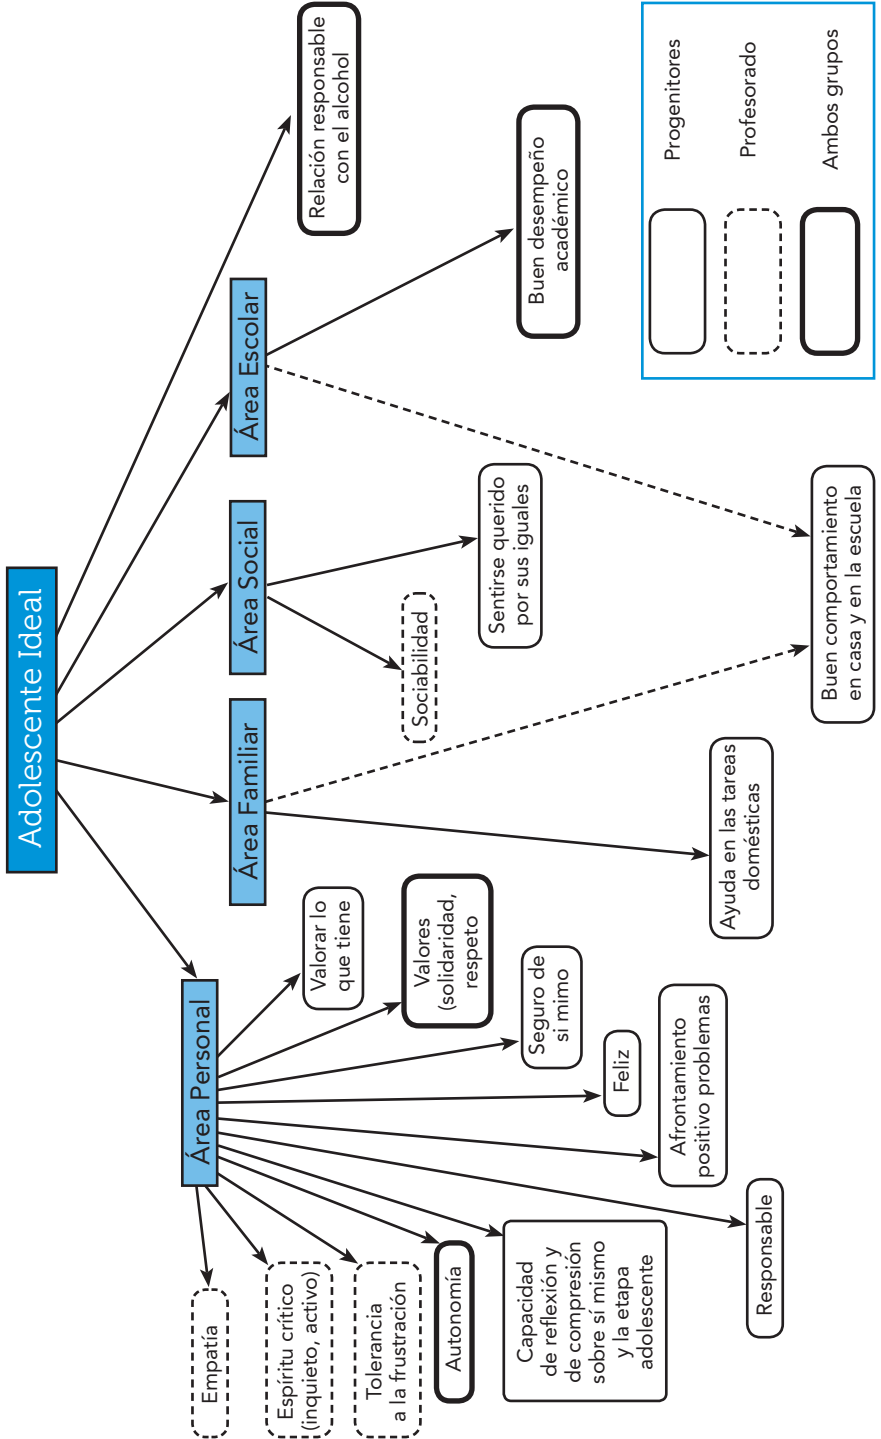 Adolescente Ideal
Área Personal
Área Familiar
Área Social
Área Escolar
Relación responsable
con el alcohol
Empatía
Espíritu crítico
(inquieto, activo)
Tolerancia
a la frustración
Autonomía
Capacidad
de reflexión y
de compresión
sobre sí mismo
y la etapa
adolescente
Responsable
Afrontamiento
positivo problemas
Feliz
Seguro de
si mimo
Valores
(solidaridad,
respeto
Valorar lo
que tiene
Ayuda en las tareas
domésticas
Buen comportamiento
en casa y en la escuela
Sociabilidad
Sentirse querido
por sus iguales
Buen desempeño
académico
Progenitores
Profesorado
Ambos grupos